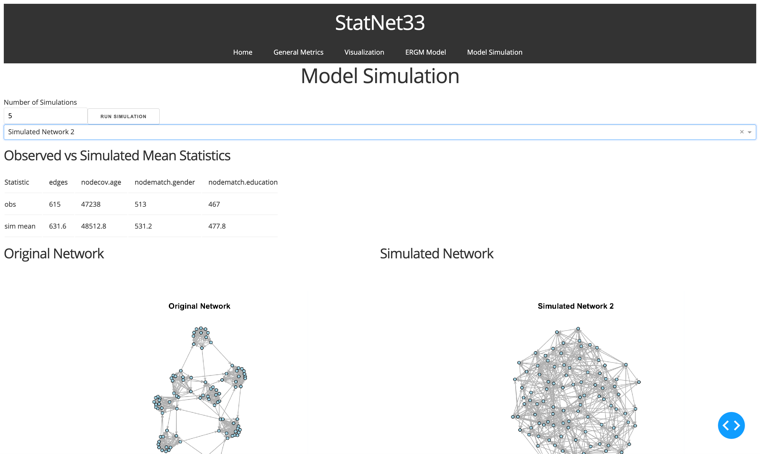 StatNet33
Home General Metrics Visualization ERGM Model Model Simulation
Model Simulation
Number of Simulations
5 RUN SIMULATION
Simulated Network 2
Observed vs Simulated Mean Statistics
Statistic edges nodecov.age nodematch.gender nodematch.education
obs 615 47238 513 467
sim mean 631.6 48512.8 531.2 477.8
Original Network Simulated Network
Original Network Simulated Network 2